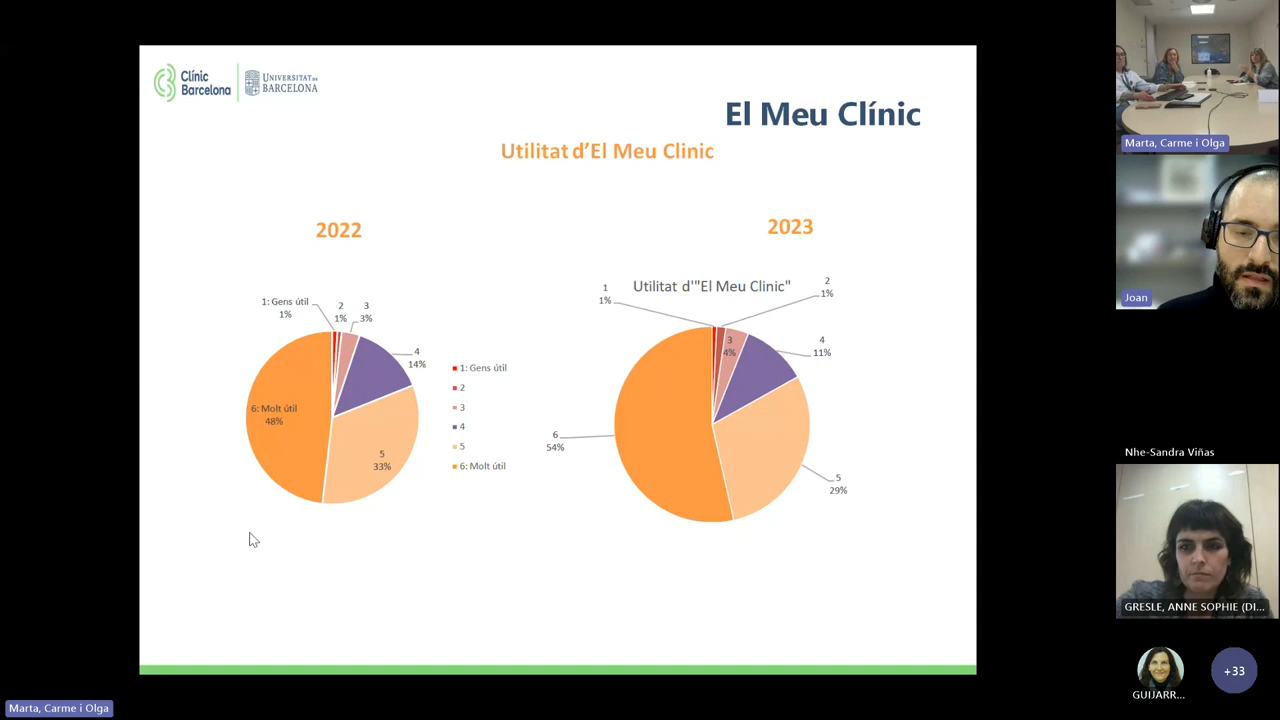 Clínic
Barcelona
UNIVERSITAT DE
BARCELONA
El Meu Clínic
Utilitat d'El Meu Clinic
2022
2023
1: Gens útil
1%
2
1%
3
3%
4
14%
5
33%
6: Molt útil
48%
1: Gens útil
2
3
4
5
6: Molt útil
Utilitat d'"El Meu Clinic"
1
1%
2
1%
3
4%
4
11%
5
29%
6
54%
Marta, Carme i Olga
Joan
Nhe-Sandra Viñas
GRESLE, ANNE SOPHIE (DI...
GUIJARR...
+33
Marta, Carme i Olga